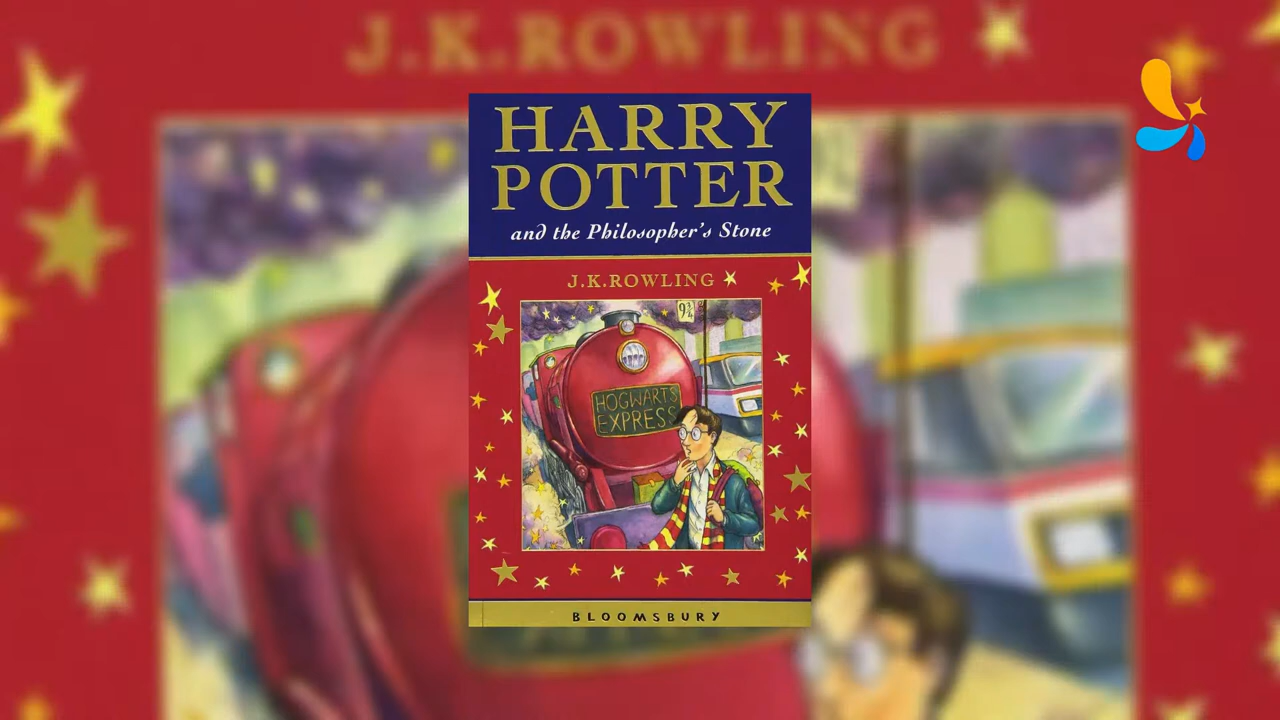 J.K.ROWLING
HARRY
POTTER
and the Philosopher's Stone
J.K.ROWLING
9¾
HOGWARTS
EXPRESS
BLOOMSBURY